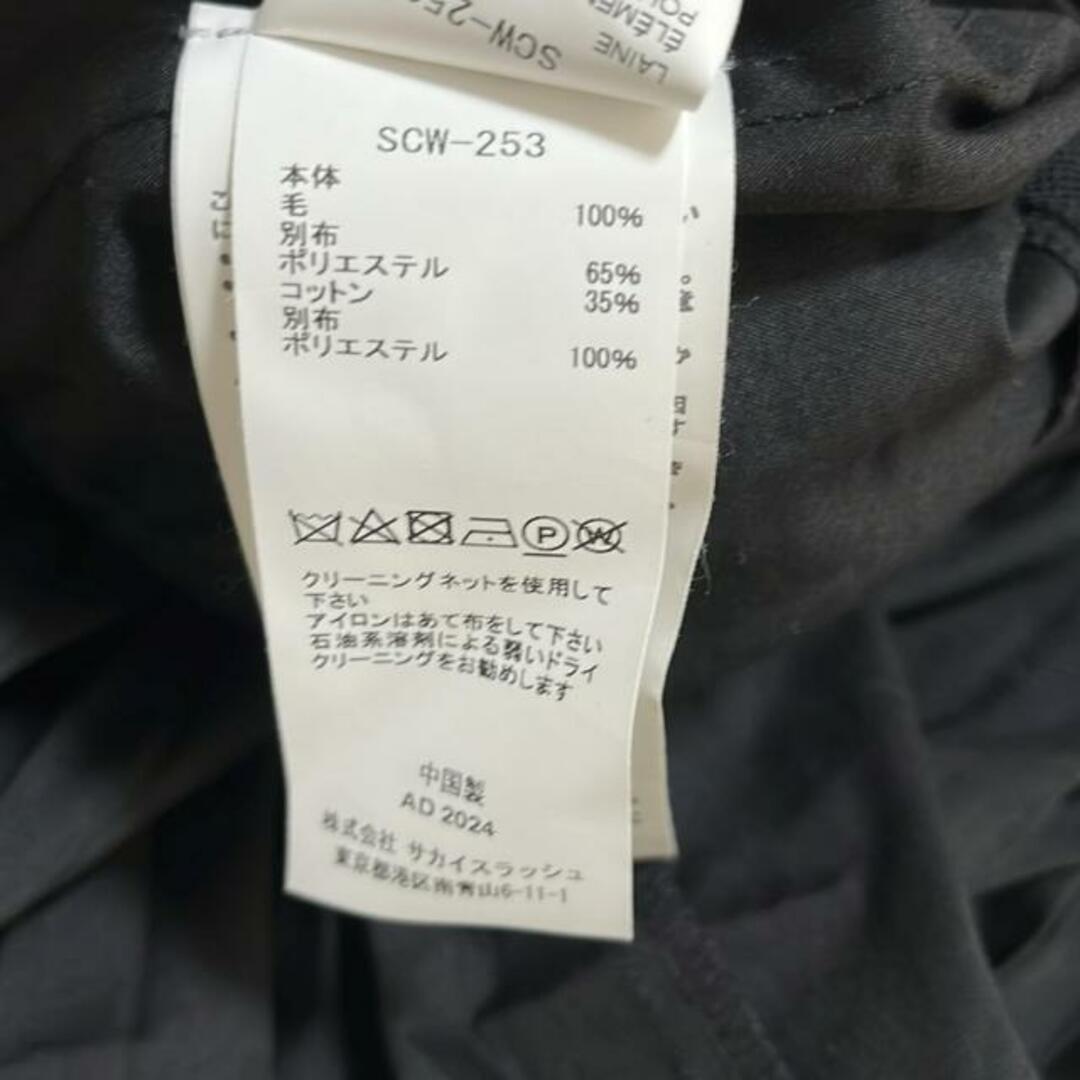 LAINE
ÉLÉME
PO
SCW-25
SCW-253
本体
毛 100%
別布
ポリエステル 65%
コットン 35%
別布
ポリエステル 100%
P
W
クリーニングネットを使用して
下さい
アイロンはあて布をして下さい
石油系溶剤による弱いドライ
クリーニングをお勧めします
中国製
AD 2024
株式会社 サカイスラッシュ
東京都港区南青山6-11-1